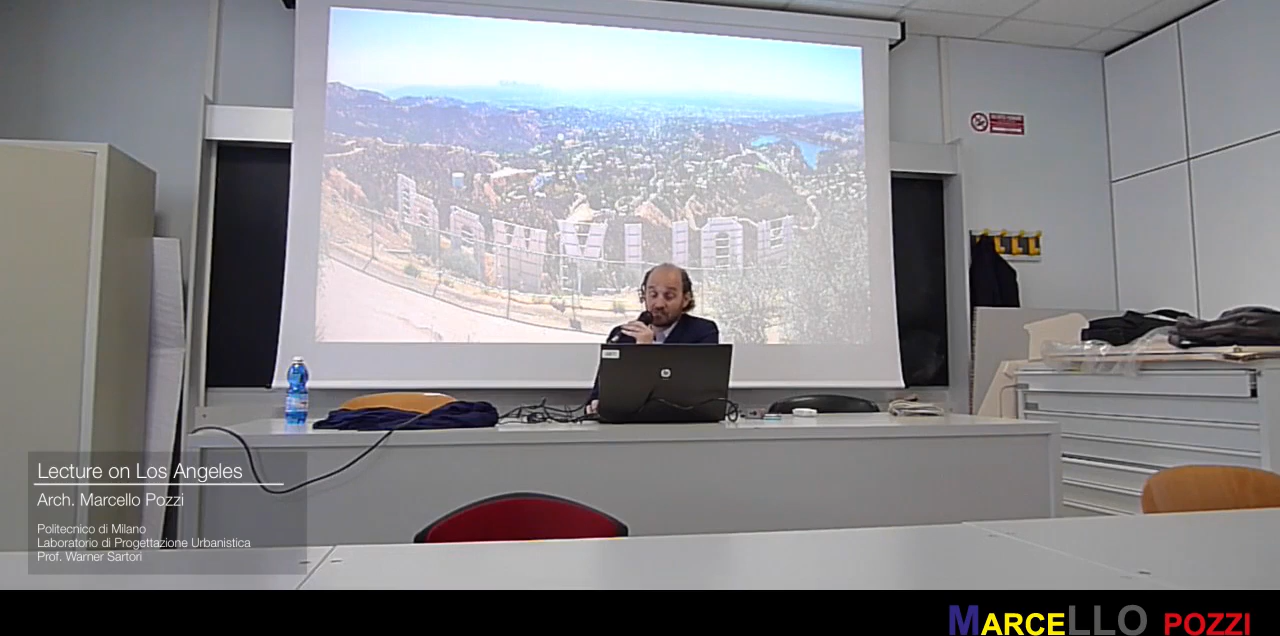 Lecture on Los Angeles
Arch. Marcello Pozzi
Politecnico di Milano
Laboratorio di Progettazione Urbanistica
Prof. Warner Sartori
MARCELLO POZZI